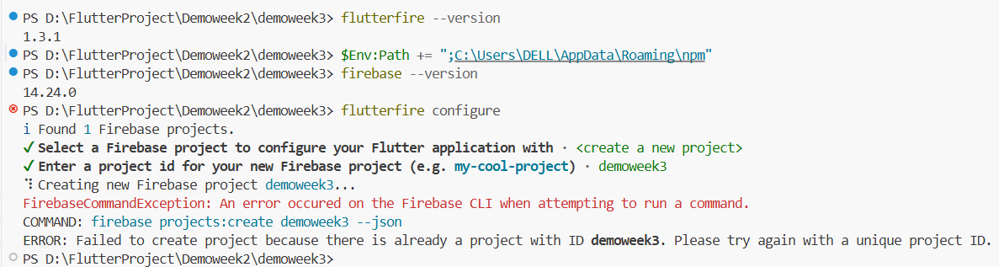 PS D:\FlutterProject\Demoweek2\demoweek3> flutterfire --version
1.3.1
PS D:\FlutterProject\Demoweek2\demoweek3> $Env:Path += ";C:\Users\DELL\AppData\Roaming\npm"
PS D:\FlutterProject\Demoweek2\demoweek3> firebase --version
14.24.0
PS D:\FlutterProject\Demoweek2\demoweek3> flutterfire configure
i Found 1 Firebase projects.
✔ Select a Firebase project to configure your Flutter application with · <create a new project>
✔ Enter a project id for your new Firebase project (e.g. my-cool-project) · demoweek3
⠹ Creating new Firebase project demoweek3...
FirebaseCommandException: An error occured on the Firebase CLI when attempting to run a command.
COMMAND: firebase projects:create demoweek3 --json
ERROR: Failed to create project because there is already a project with ID demoweek3. Please try again with a unique project ID.
PS D:\FlutterProject\Demoweek2\demoweek3>